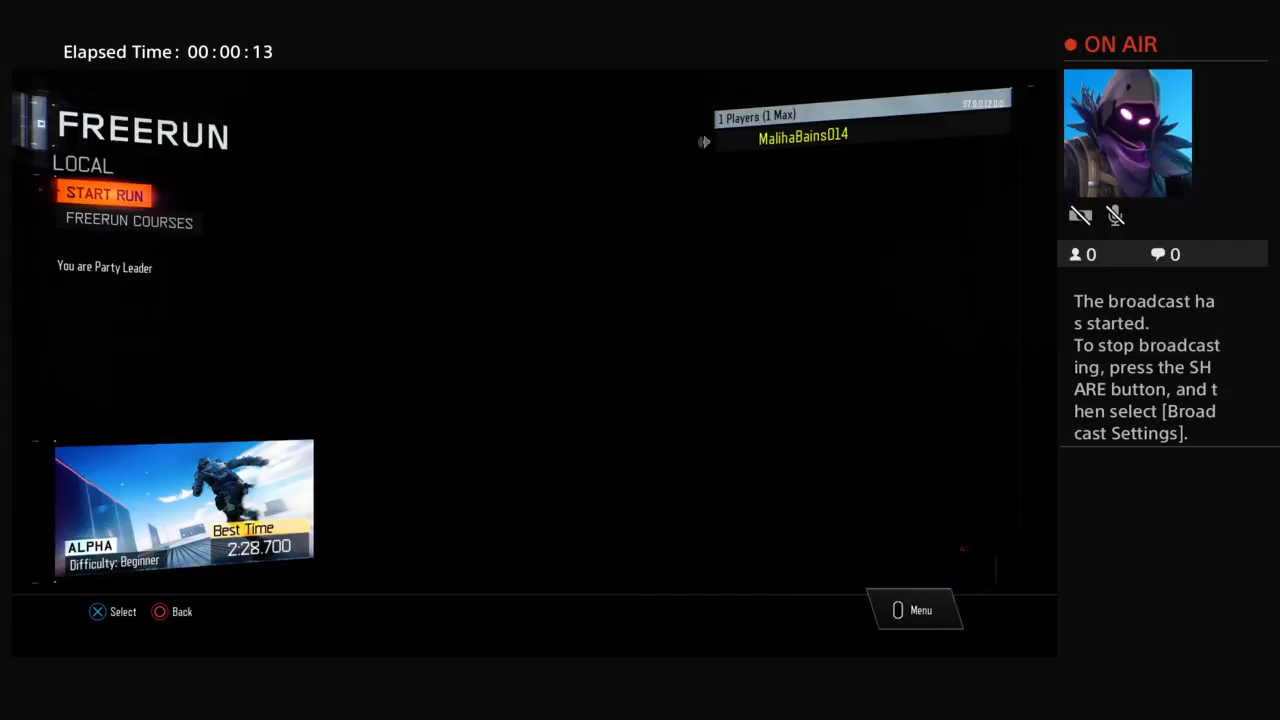 Elapsed Time: 00:00:13
ON AIR
FREERUN
LOCAL
START RUN
FREERUN COURSES
You are Party Leader
1 Players (1 Max)
MalihaBains014
0
0
The broadcast ha
s started.
To stop broadcast
ing, press the SH
ARE button, and t
hen select [Broad
cast Settings].
Best Time
2:28.700
ALPHA
Difficulty: Beginner
Select
Back
Menu